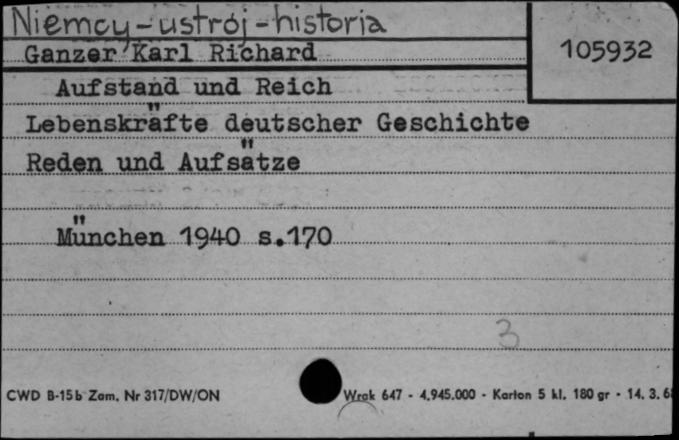 Niemcy - ustrój - historia
Ganzer Karl Richard
105932
Aufstand und Reich
Lebenskräfte deutscher Geschichte
Reden und Aufsätze
München 1940 s.170
3
CWD B-15b Zam. Nr 317/DW/ON
Wrak 647 - 4.945.000 - Karton 5 kl. 180 gr - 14. 3. 6